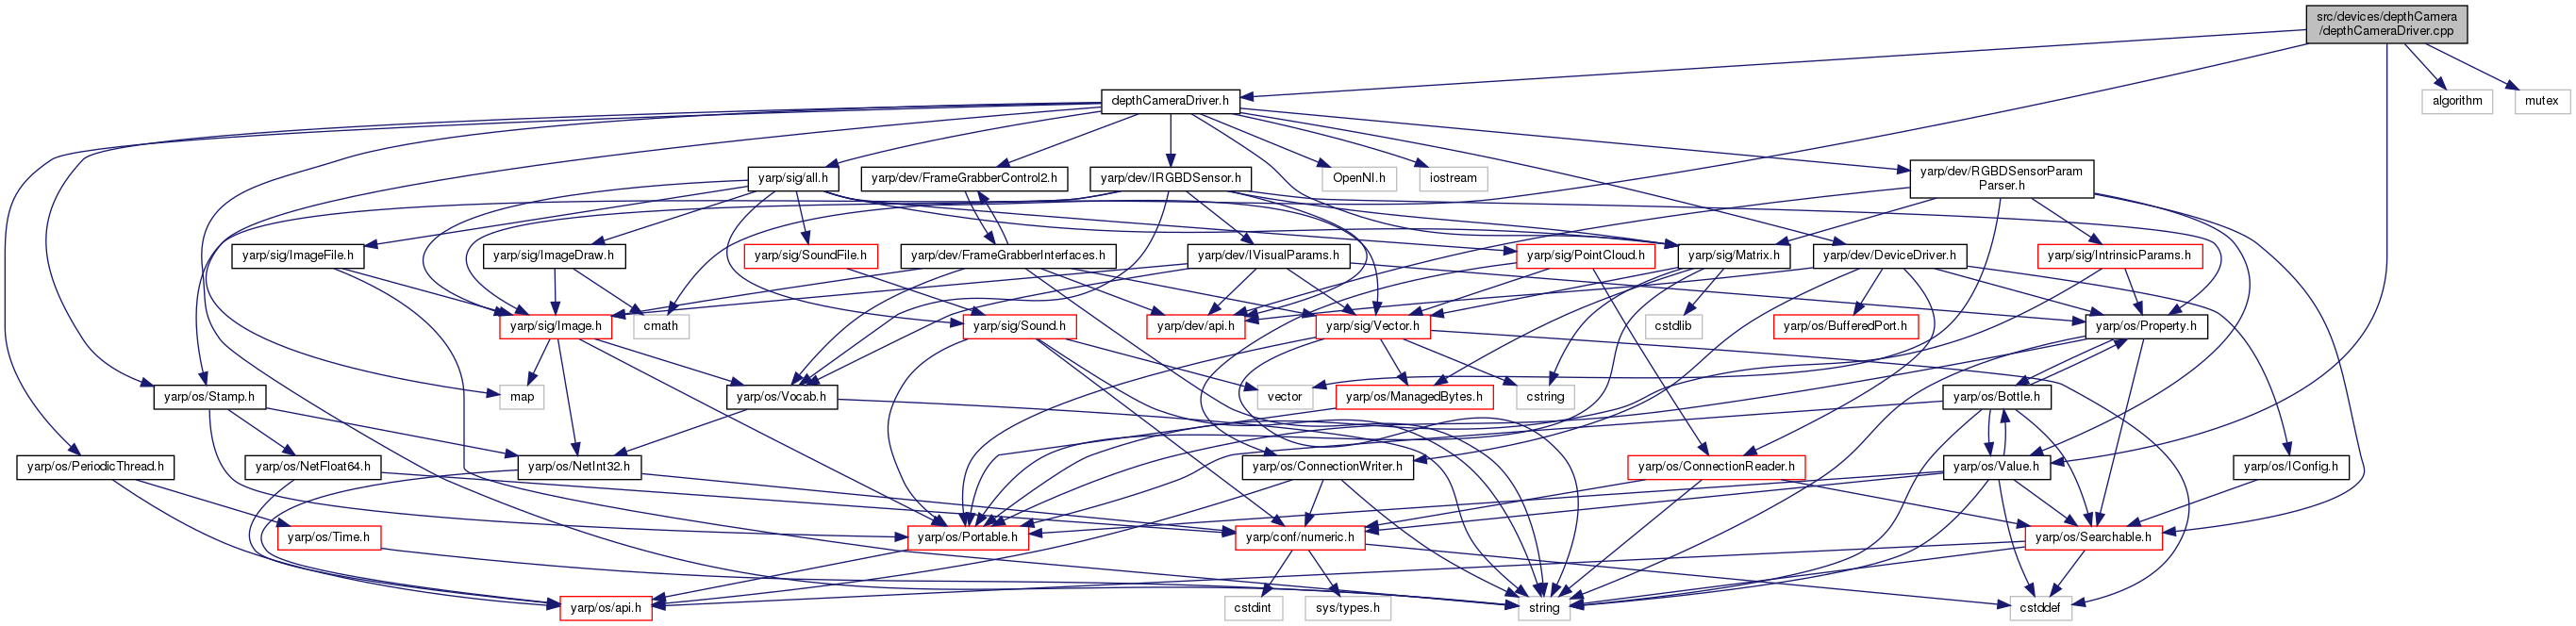 src/devices/depthCamera
/depthCameraDriver.cpp
depthCameraDriver.h
algorithm
mutex
yarp/sig/all.h
yarp/dev/FrameGrabberControl2.h
yarp/dev/IRGBDSensor.h
OpenNI.h
iostream
yarp/dev/RGBDSensorParam
Parser.h
yarp/sig/ImageFile.h
yarp/sig/ImageDraw.h
yarp/sig/SoundFile.h
yarp/dev/FrameGrabberInterfaces.h
yarp/dev/IVisualParams.h
yarp/sig/PointCloud.h
yarp/sig/Matrix.h
yarp/dev/DeviceDriver.h
yarp/sig/IntrinsicParams.h
yarp/sig/Image.h
cmath
yarp/sig/Sound.h
yarp/dev/api.h
yarp/sig/Vector.h
cstdlib
yarp/os/BufferedPort.h
yarp/os/Property.h
yarp/os/Stamp.h
map
yarp/os/Vocab.h
vector
yarp/os/ManagedBytes.h
cstring
yarp/os/Bottle.h
yarp/os/PeriodicThread.h
yarp/os/NetFloat64.h
yarp/os/NetInt32.h
yarp/os/ConnectionWriter.h
yarp/os/ConnectionReader.h
yarp/os/Value.h
yarp/os/IConfig.h
yarp/os/Time.h
yarp/os/Portable.h
yarp/conf/numeric.h
yarp/os/Searchable.h
yarp/os/api.h
cstdint
sys/types.h
string
cstddef